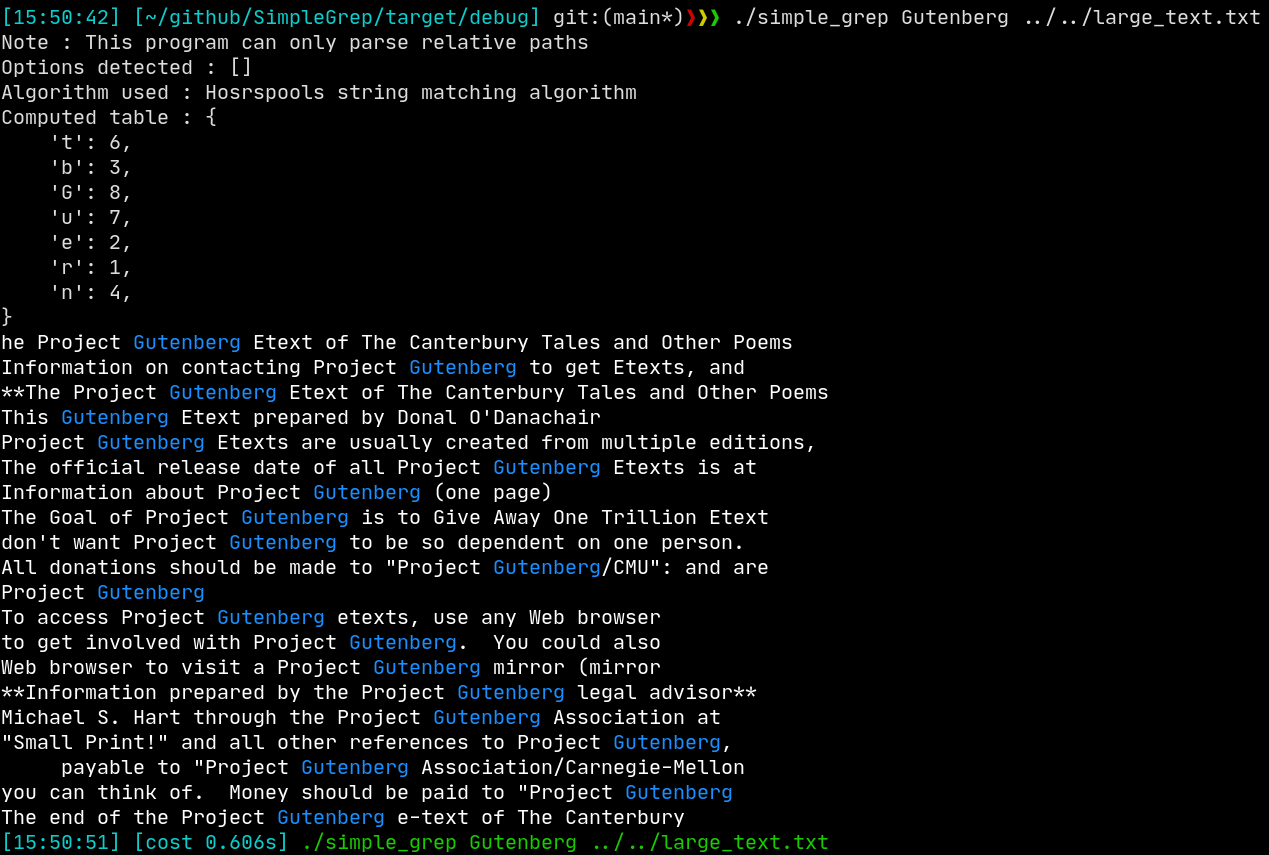 [15:50:42] [~/github/SimpleGrep/target/debug] git:(main*)❯❯❯ ./simple_grep Gutenberg ../../large_text.txt
Note : This program can only parse relative paths
Options detected : []
Algorithm used : Hosrspools string matching algorithm
Computed table : {
    't': 6,
    'b': 3,
    'G': 8,
    'u': 7,
    'e': 2,
    'r': 1,
    'n': 4,
}
he Project Gutenberg Etext of The Canterbury Tales and Other Poems
Information on contacting Project Gutenberg to get Etexts, and
**The Project Gutenberg Etext of The Canterbury Tales and Other Poems
This Gutenberg Etext prepared by Donal O'Danachair
Project Gutenberg Etexts are usually created from multiple editions,
The official release date of all Project Gutenberg Etexts is at
Information about Project Gutenberg (one page)
The Goal of Project Gutenberg is to Give Away One Trillion Etext
don't want Project Gutenberg to be so dependent on one person.
All donations should be made to "Project Gutenberg/CMU": and are
Project Gutenberg
To access Project Gutenberg etexts, use any Web browser
to get involved with Project Gutenberg.  You could also
Web browser to visit a Project Gutenberg mirror (mirror
**Information prepared by the Project Gutenberg legal advisor**
Michael S. Hart through the Project Gutenberg Association at
"Small Print!" and all other references to Project Gutenberg,
     payable to "Project Gutenberg Association/Carnegie-Mellon
you can think of.  Money should be paid to "Project Gutenberg
The end of the Project Gutenberg e-text of The Canterbury
[15:50:51] [cost 0.606s] ./simple_grep Gutenberg ../../large_text.txt